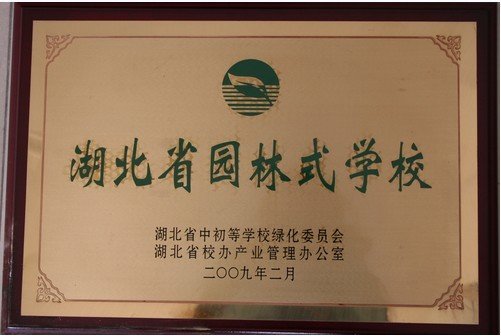 湖北省园林式学校
湖北省中初等学校绿化委员会
湖北省校办产业管理办公室
二〇〇九年二月